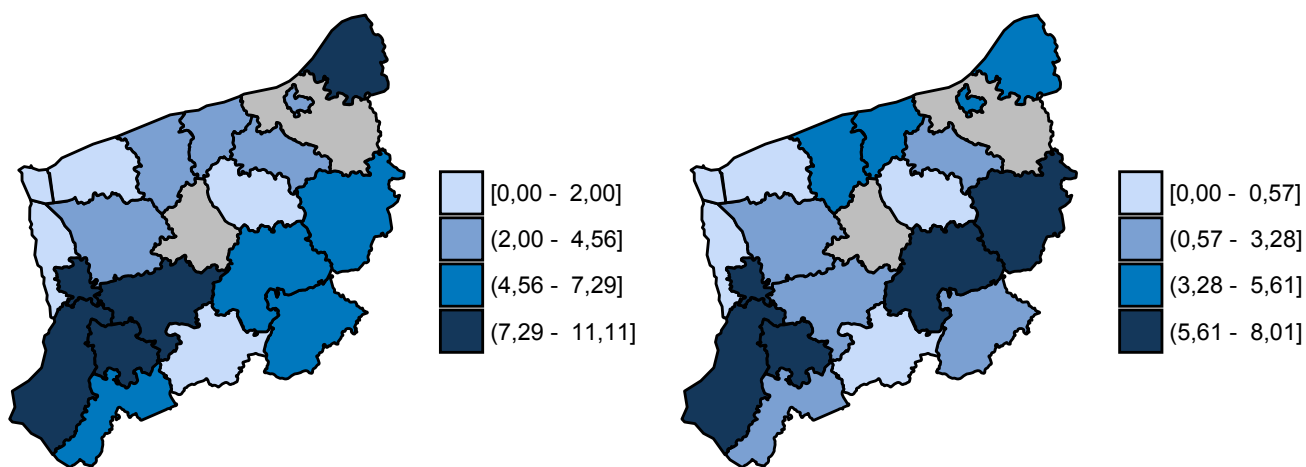 [0,00 - 2,00]
(2,00 - 4,56]
(4,56 - 7,29]
(7,29 - 11,11]
[0,00 - 0,57]
(0,57 - 3,28]
(3,28 - 5,61]
(5,61 - 8,01]